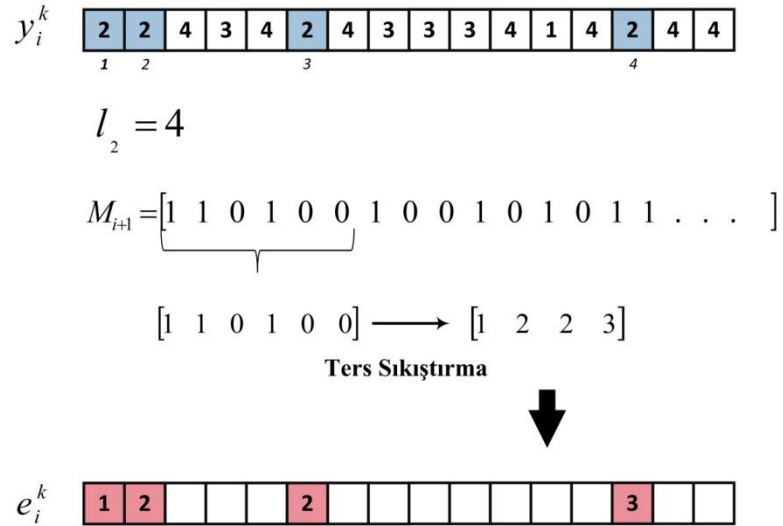 y_i^k 2 2 4 3 4 2 4 3 3 3 4 1 4 2 4 4
1 2 3 4
l_2 = 4
M_{i+1} = [1 1 0 1 0 0 1 0 0 1 0 1 0 1 1 . . . ]
[1 1 0 1 0 0] → [1 2 2 3]
Ters Sıkıştırma
e_i^k 1 2 2 3